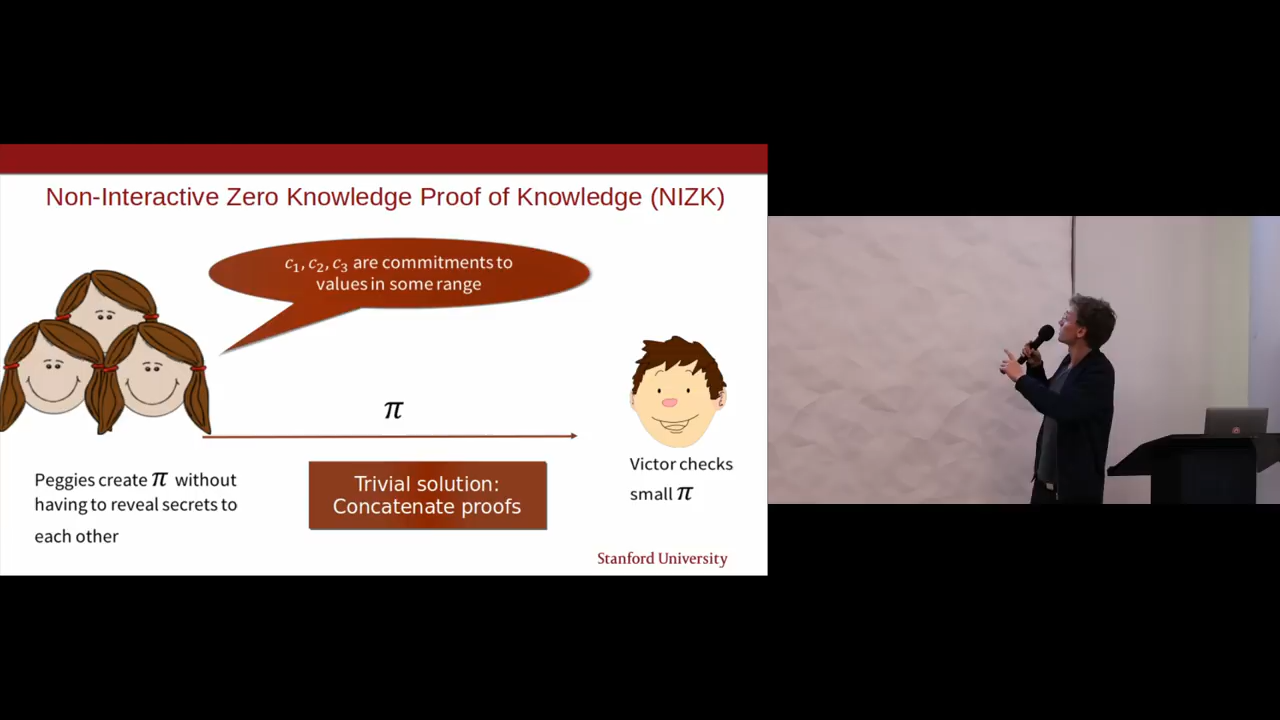 Non-Interactive Zero Knowledge Proof of Knowledge (NIZK)
c₁, c₂, c₃ are commitments to
values in some range
π
Peggies create π without
having to reveal secrets to
each other
Trivial solution:
Concatenate proofs
Victor checks
small π
Stanford University